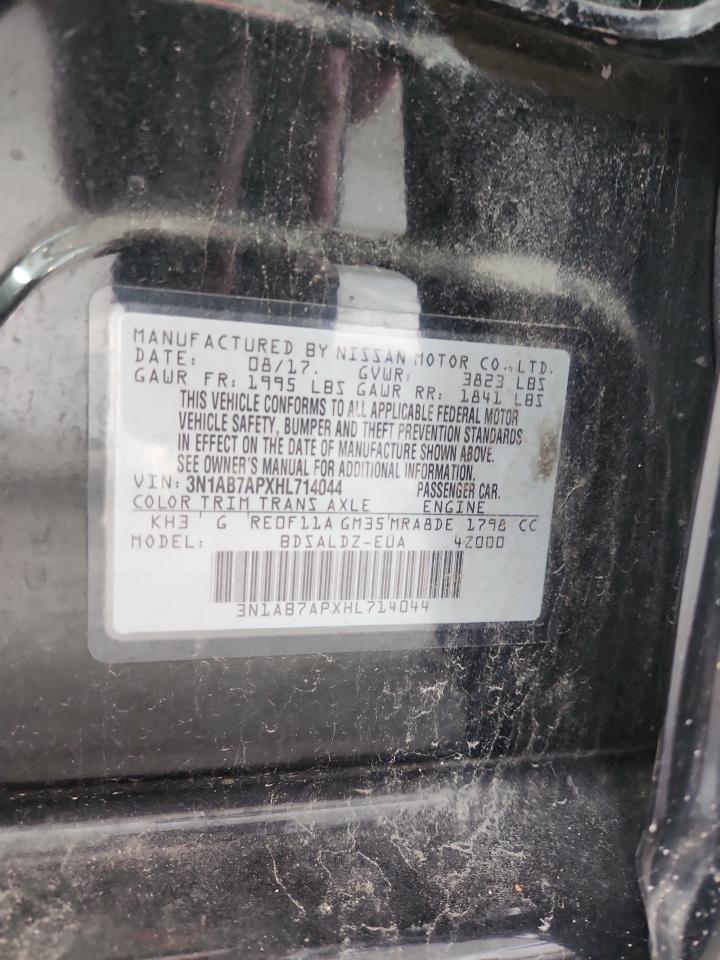 MANUFACTURED BY NISSAN MOTOR CO., LTD.
DATE: 08/17. GVWR: 3823 LBS
GAWR FR: 1995 LBS GAWR RR: 1841 LBS
THIS VEHICLE CONFORMS TO ALL APPLICABLE FEDERAL MOTOR
VEHICLE SAFETY, BUMPER AND THEFT PREVENTION STANDARDS
IN EFFECT ON THE DATE OF MANUFACTURE SHOWN ABOVE.
SEE OWNER'S MANUAL FOR ADDITIONAL INFORMATION.
VIN: 3N1AB7APXHL714044 PASSENGER CAR.
COLOR TRIM TRANS AXLE ENGINE
KH3 G RE0F11A GM35 MRA8DE 1798 CC
MODEL: BDSALDZ-EUA 42000
3N1AB7APXHL714044